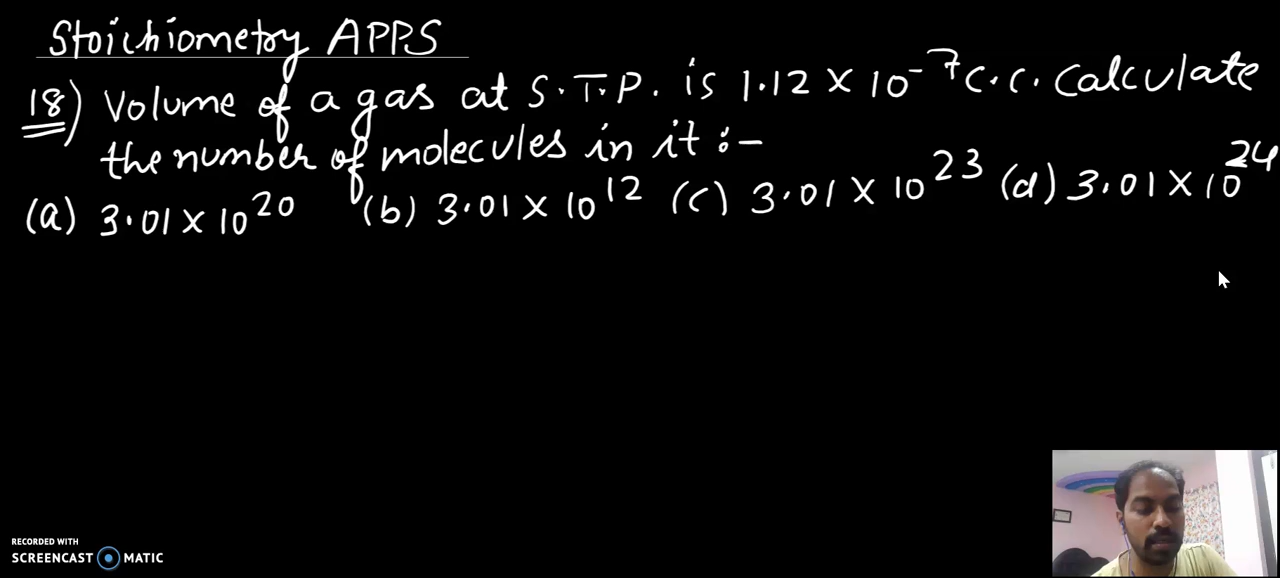 Stoichiometry APPS
18) Volume of a gas at S.T.P. is 1.12 × 10⁻⁷ c.c. Calculate
the number of molecules in it :-
(a) 3.01 × 10²⁰ (b) 3.01 × 10¹² (c) 3.01 × 10²³ (d) 3.01 × 10²⁴
RECORDED WITH
SCREENCAST MATIC